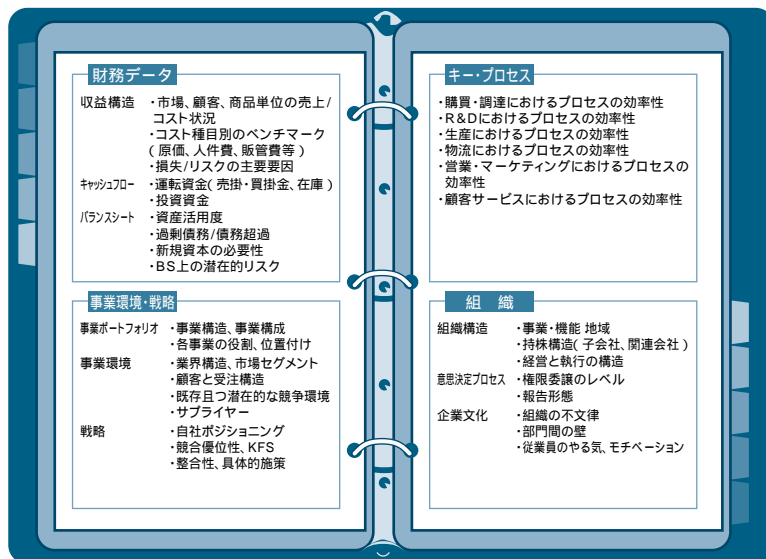 財務データ
収益構造 ・市場、顧客、商品単位の売上/
コスト状況
・コスト種目別のベンチマーク
(原価、人件費、販管費等)
・損失/リスクの主要要因
キャッシュフロー ・運転資金(売掛・買掛金、在庫)
・投資資金
バランスシート ・資産活用度
・過剰債務/債務超過
・新規資本の必要性
・BS上の潜在的リスク
事業環境・戦略
事業ポートフォリオ ・事業構造、事業構成
・各事業の役割、位置付け
事業環境 ・業界構造、市場セグメント
・顧客と受注構造
・既存且つ潜在的な競争環境
・サプライヤー
戦略 ・自社ポジショニング
・競合優位性、KFS
・整合性、具体的施策
キー・プロセス
・購買・調達におけるプロセスの効率性
・R&Dにおけるプロセスの効率性
・生産におけるプロセスの効率性
・物流におけるプロセスの効率性
・営業・マーケティングにおけるプロセスの
効率性
・顧客サービスにおけるプロセスの効率性
組 織
組織構造 ・事業・機能 地域
・持株構造(子会社、関連会社)
・経営と執行の構造
意思決定プロセス ・権限委譲のレベル
・報告形態
企業文化 ・組織の不文律
・部門間の壁
・従業員のやる気、モチベーション